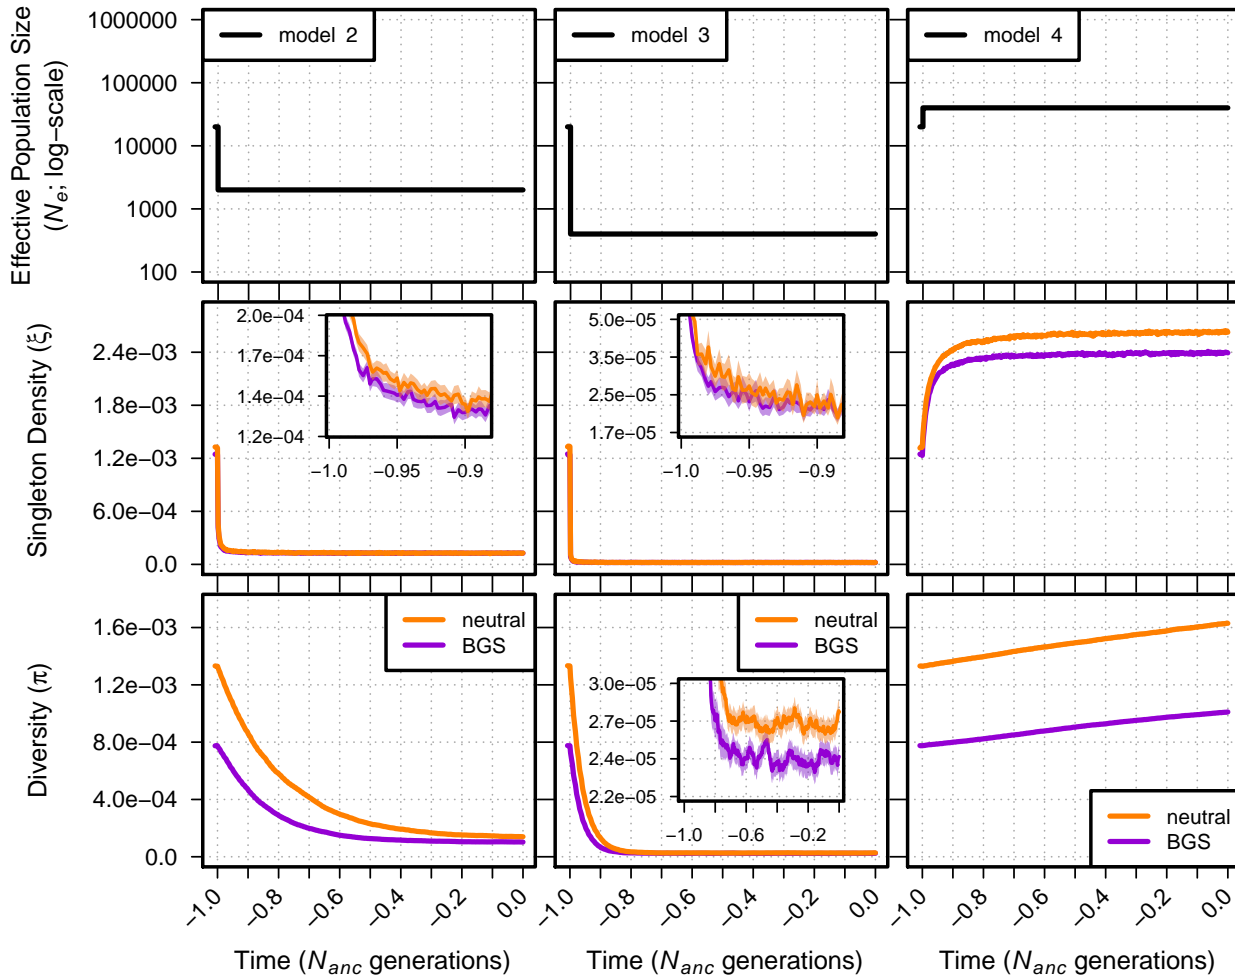 Effective Population Size
(Ne; log−scale)
1000000
100000
10000
1000
100
model 2
model 3
model 4
Singleton Density (ξ)
2.4e−03
1.8e−03
1.2e−03
6.0e−04
0.0
2.0e−04
1.7e−04
1.4e−04
1.2e−04
−1.0
−0.95
−0.9
5.0e−05
3.5e−05
2.5e−05
1.7e−05
−1.0
−0.95
−0.9
Diversity (π)
1.6e−03
1.2e−03
8.0e−04
4.0e−04
0.0
neutral
BGS
neutral
BGS
3.0e−05
2.7e−05
2.4e−05
2.2e−05
−1.0
−0.6
−0.2
neutral
BGS
−1.0 −0.8 −0.6 −0.4 −0.2 0.0
−1.0 −0.8 −0.6 −0.4 −0.2 0.0
−1.0 −0.8 −0.6 −0.4 −0.2 0.0
Time (Nanc generations)
Time (Nanc generations)
Time (Nanc generations)